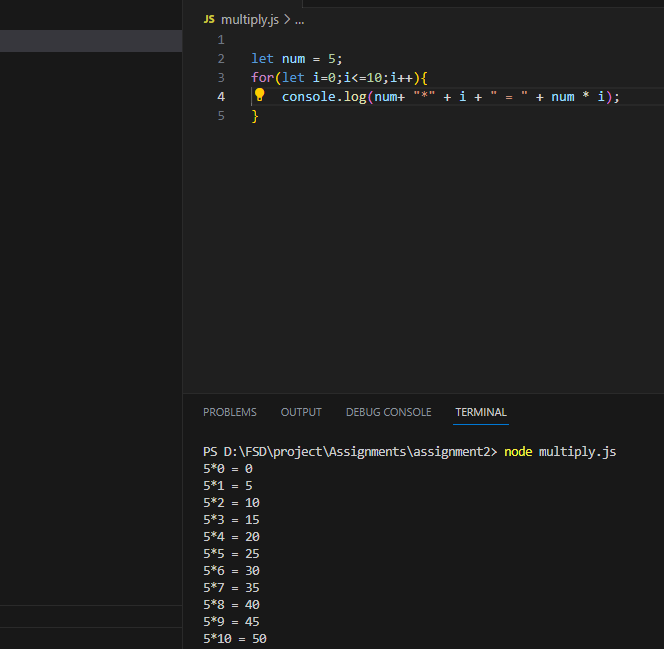 JS multiply.js > ...
1
2 let num = 5;
3 for(let i=0;i<=10;i++){
4 console.log(num+ "*" + i + " = " + num * i);
5 }
PROBLEMS OUTPUT DEBUG CONSOLE TERMINAL
PS D:\FSD\project\Assignments\assignment2> node multiply.js
5*0 = 0
5*1 = 5
5*2 = 10
5*3 = 15
5*4 = 20
5*5 = 25
5*6 = 30
5*7 = 35
5*8 = 40
5*9 = 45
5*10 = 50